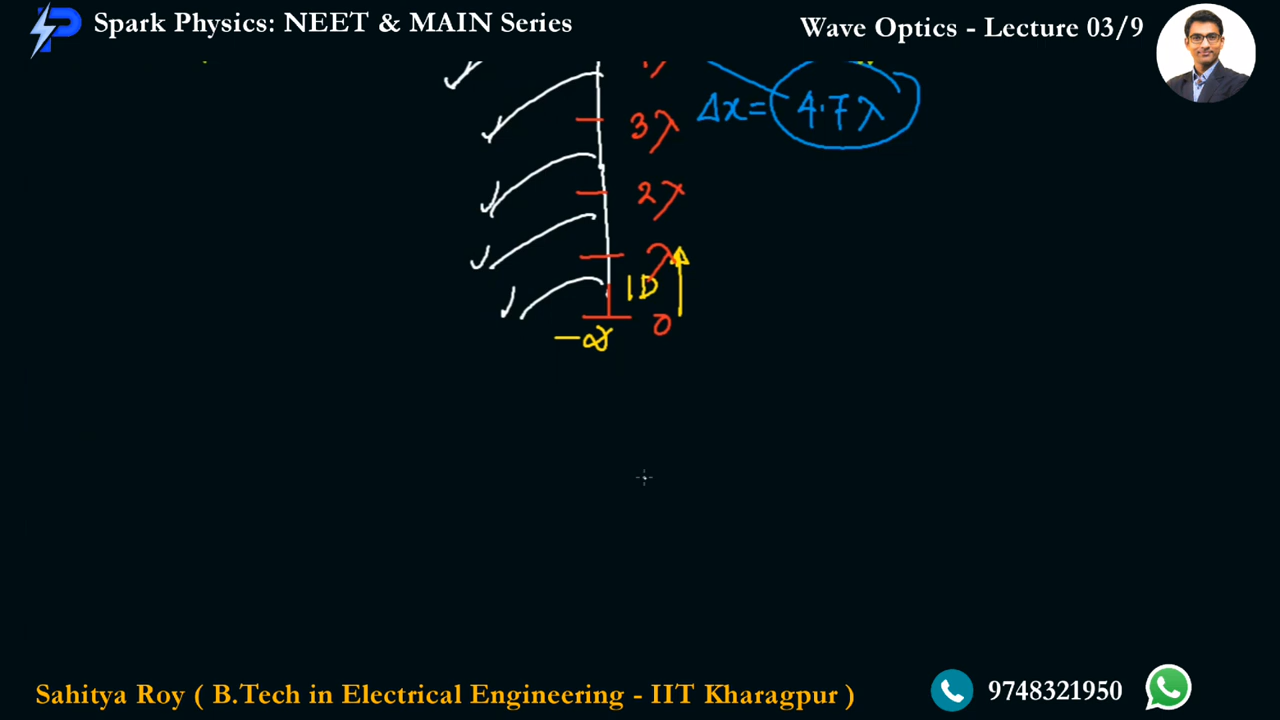 Spark Physics: NEET & MAIN Series
Wave Optics - Lecture 03/9
Δx = 4.7λ
3λ
2λ
λ
1D
0
-∞
Sahitya Roy ( B.Tech in Electrical Engineering - IIT Kharagpur )
9748321950